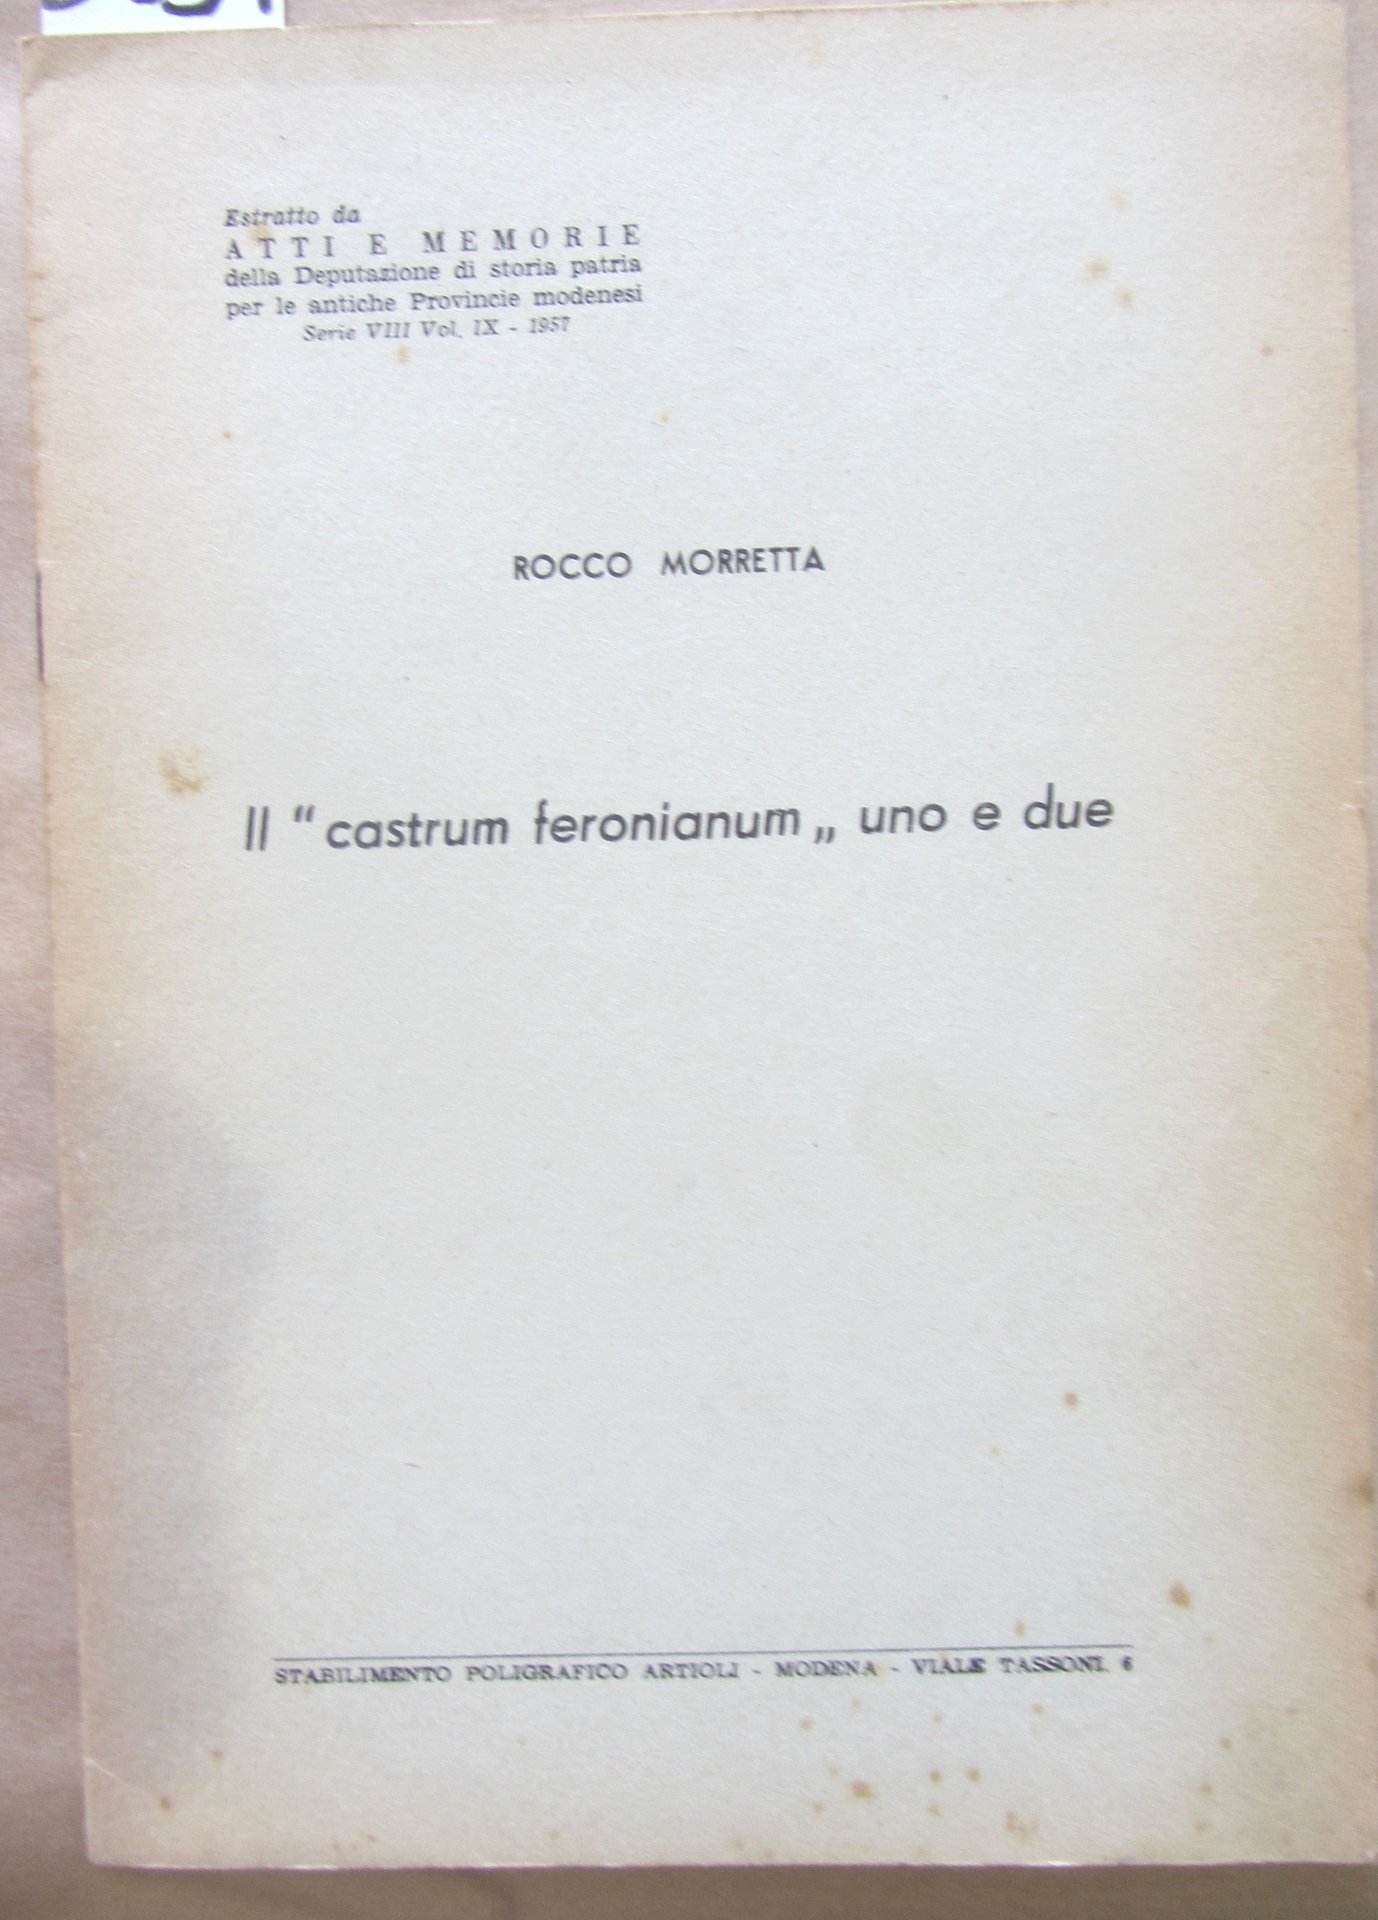 Estratto da
ATTI E MEMORIE
della Deputazione di storia patria
per le antiche Provincie modenesi
Serie VIII Vol. IX - 1957
ROCCO MORRETTA
Il “castrum feronianum„ uno e due
STABILIMENTO POLIGRAFICO ARTIOLI - MODENA - VIALE TASSONI, 6